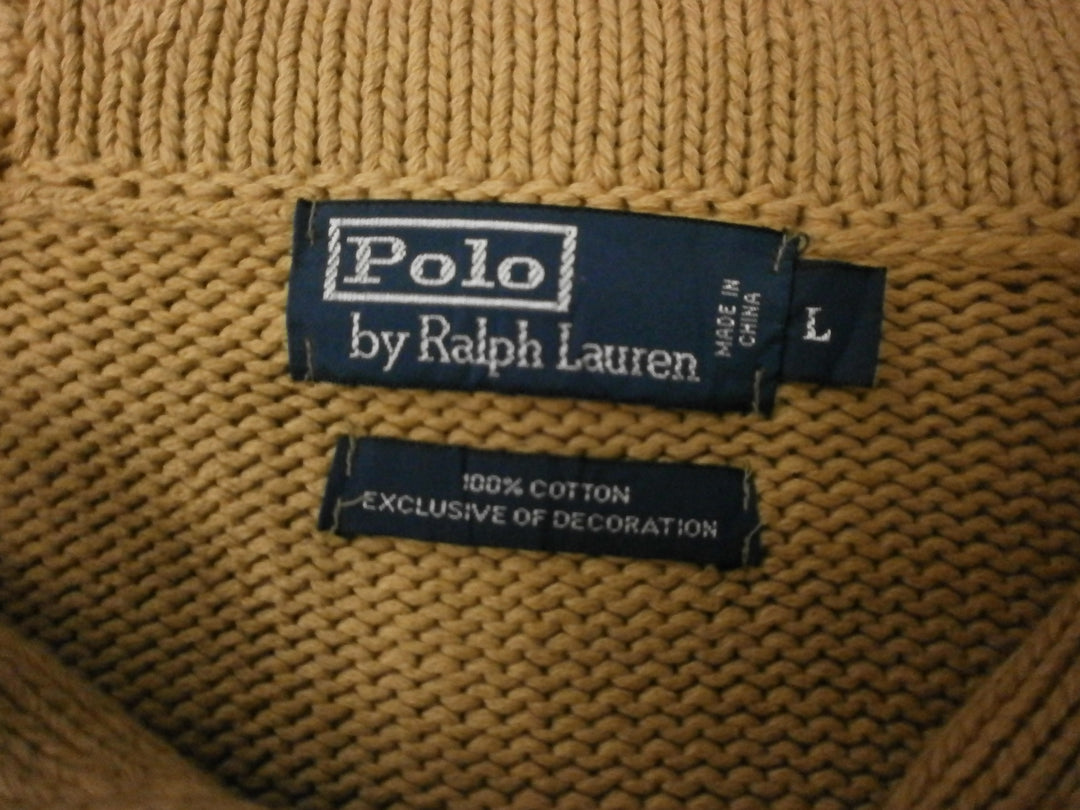 Polo
by Ralph Lauren
MADE IN
CHINA
L
100% COTTON
EXCLUSIVE OF DECORATION